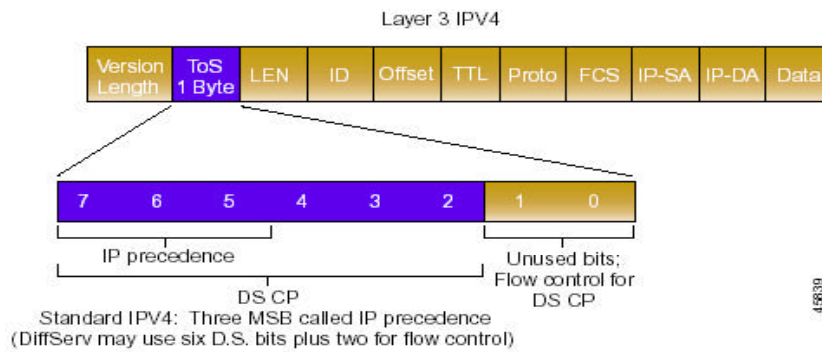 Layer 3 IPV4
Version Length
ToS 1 Byte
LEN
ID
Offset
TTL
Proto
FCS
IP-SA
IP-DA
Data
7 6 5 4 3 2 1 0
IP precedence
Unused bits;
Flow control for
DS CP
DS CP
Standard IPV4: Three MSB called IP precedence
(DiffServ may use six D.S. bits plus two for flow control)
45839